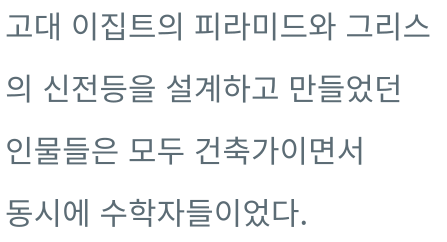 고대 이집트의 피라미드와 그리스
의 신전등을 설계하고 만들었던
인물들은 모두 건축가이면서
동시에 수학자들이었다.